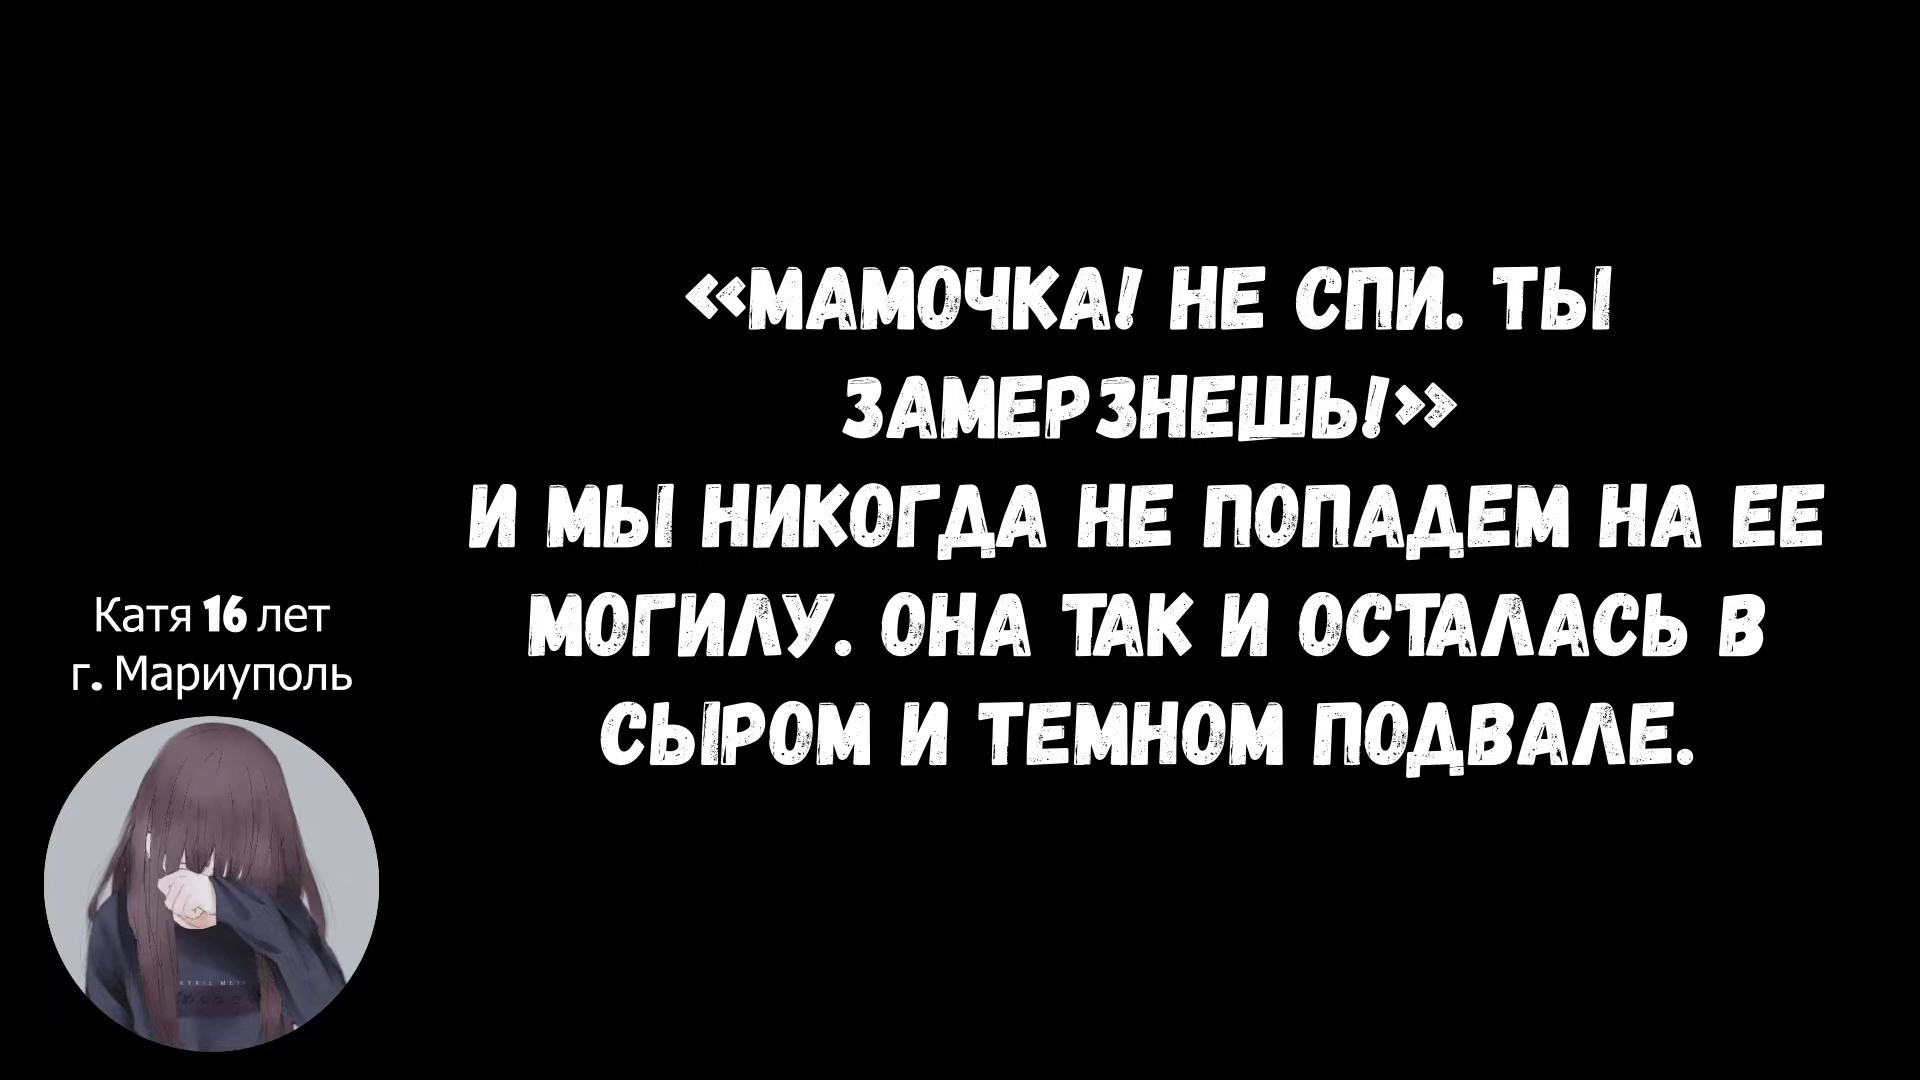 «МАМОЧКА! НЕ СПИ. ТЫ
ЗАМЕРЗНЕШЬ!»
И МЫ НИКОГДА НЕ ПОПАДЕМ НА ЕЕ
МОГИЛУ. ОНА ТАК И ОСТАЛАСЬ В
СЫРОМ И ТЕМНОМ ПОДВАЛЕ.
Катя 16 лет
г. Мариуполь